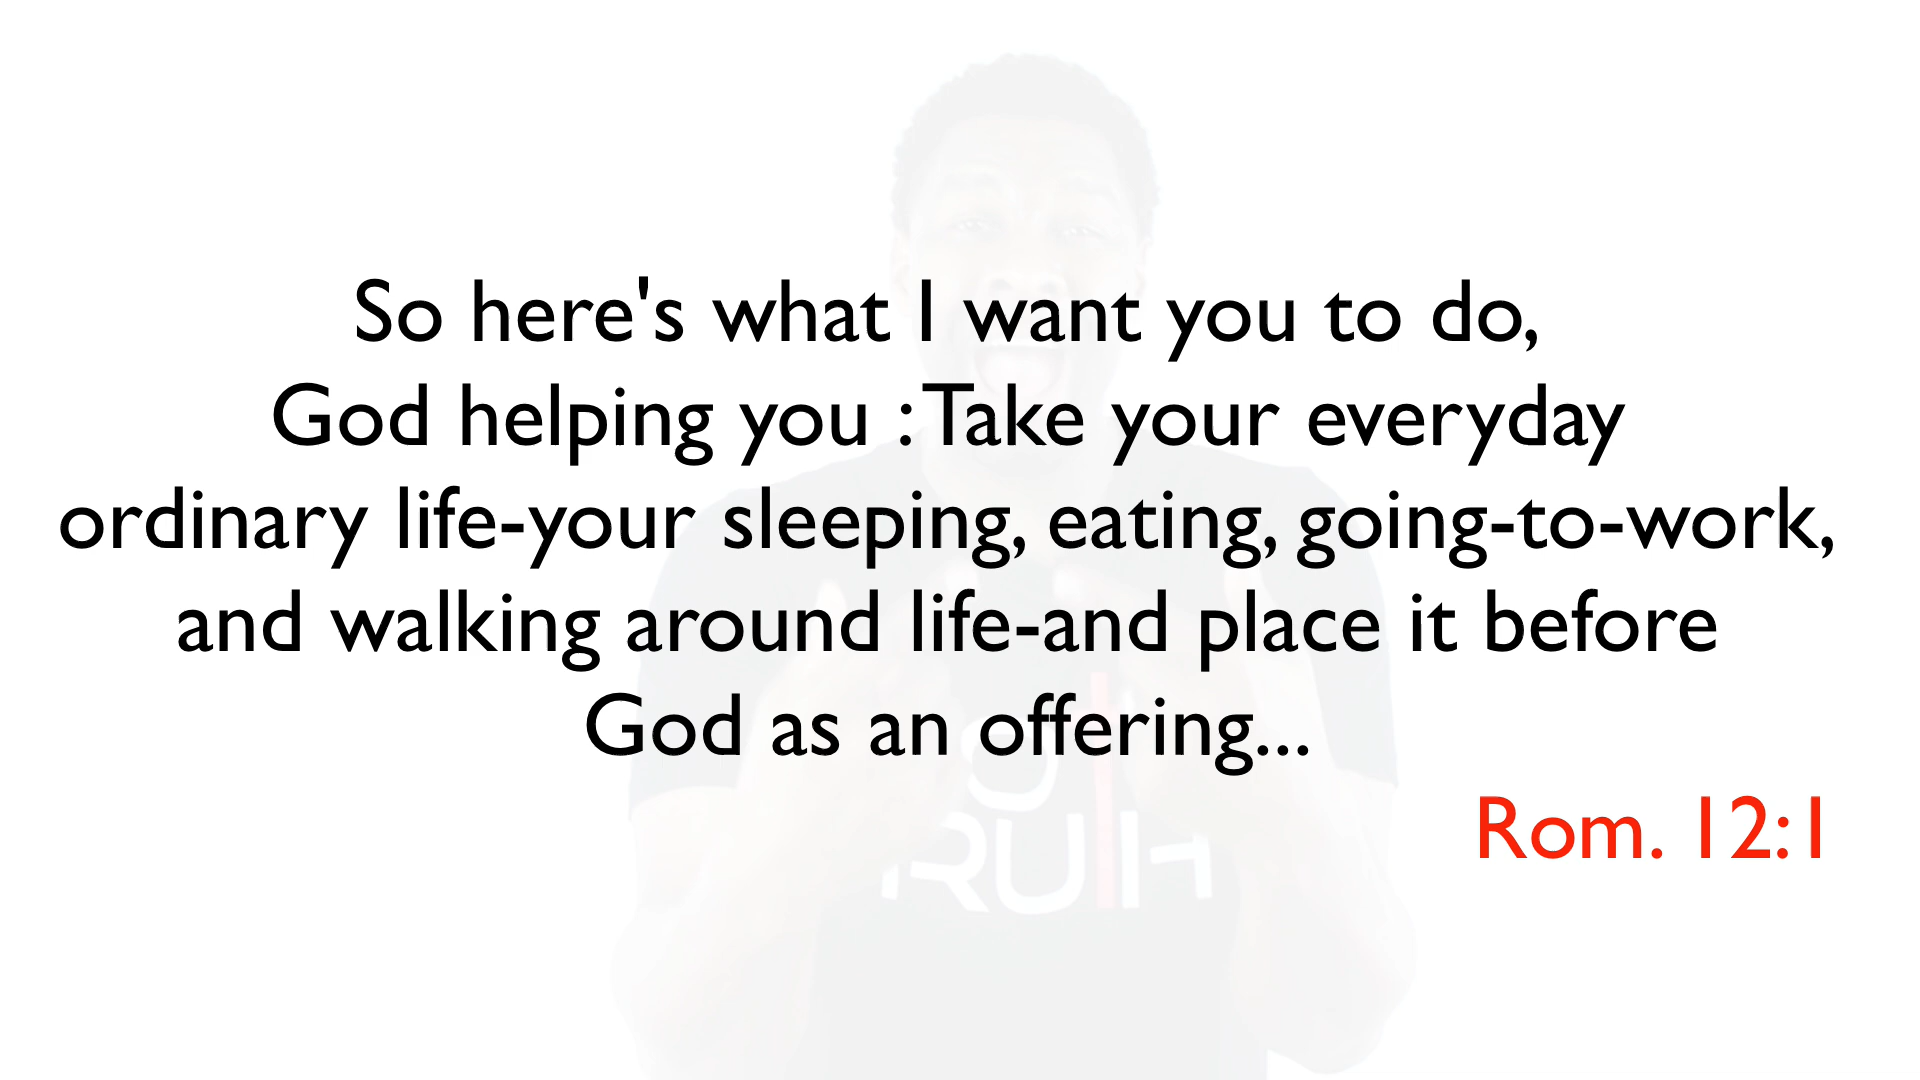 So here's what I want you to do,
God helping you : Take your everyday
ordinary life-your sleeping, eating, going-to-work,
and walking around life-and place it before
God as an offering...
Rom. 12:1